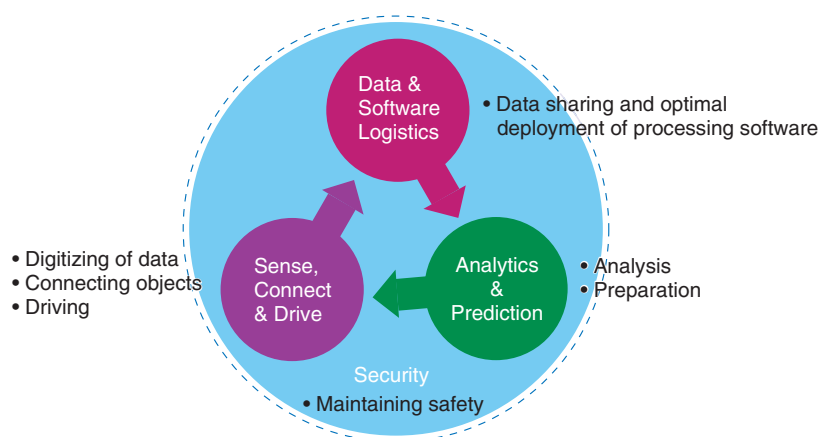 Data &
Software
Logistics
• Data sharing and optimal
deployment of processing software
• Digitizing of data
• Connecting objects
• Driving
Sense,
Connect
& Drive
Analytics
&
Prediction
• Analysis
• Preparation
Security
• Maintaining safety